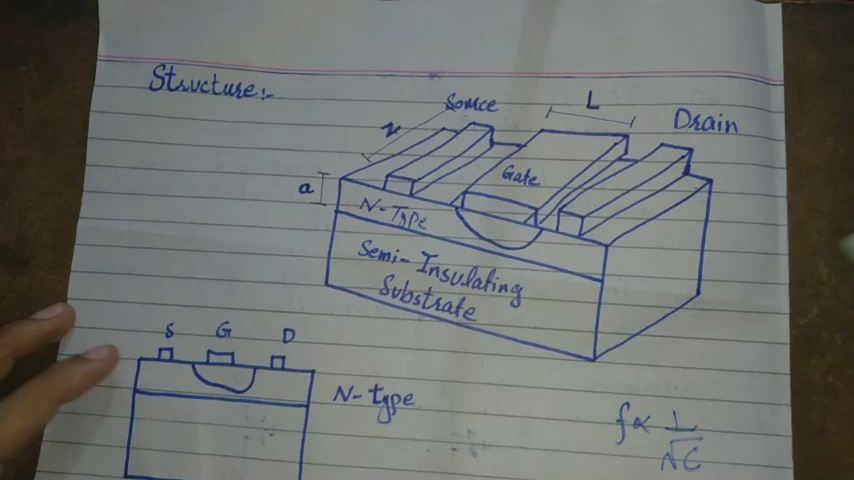 Structure:-
Source
L
Drain
Gate
a
N-Type
Semi-Insulating
Substrate
S G D
N-type
f ∝ 1/√C